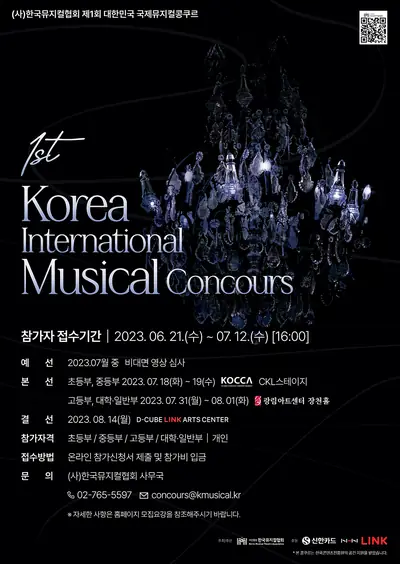 (사)한국뮤지컬협회 제1회 대한민국 국제뮤지컬콩쿠르
1st
Korea
International
Musical Concours
참가자 접수기간 | 2023. 06. 21.(수) ~ 07. 12.(수) [16:00]
예 선 2023.07월 중 비대면 영상 심사
본 선 초등부, 중등부 2023. 07. 18(화) ~ 19(수) KOCCA CKL스테이지
고등부, 대학·일반부 2023. 07. 31(월) ~ 08. 01(화) 광림아트센터 장천홀
결 선 2023. 08. 14(월) D-CUBE LINK ARTS CENTER
참가자격 초등부 / 중등부 / 고등부 / 대학·일반부 | 개인
접수방법 온라인 참가신청서 제출 및 참가비 입금
문 의 (사)한국뮤지컬협회 사무국
02-765-5597 concours@kmusical.kr
※ 자세한 사항은 홈페이지 모집요강을 참조해주시기 바랍니다.
한국뮤지컬협회 신한카드 LINK